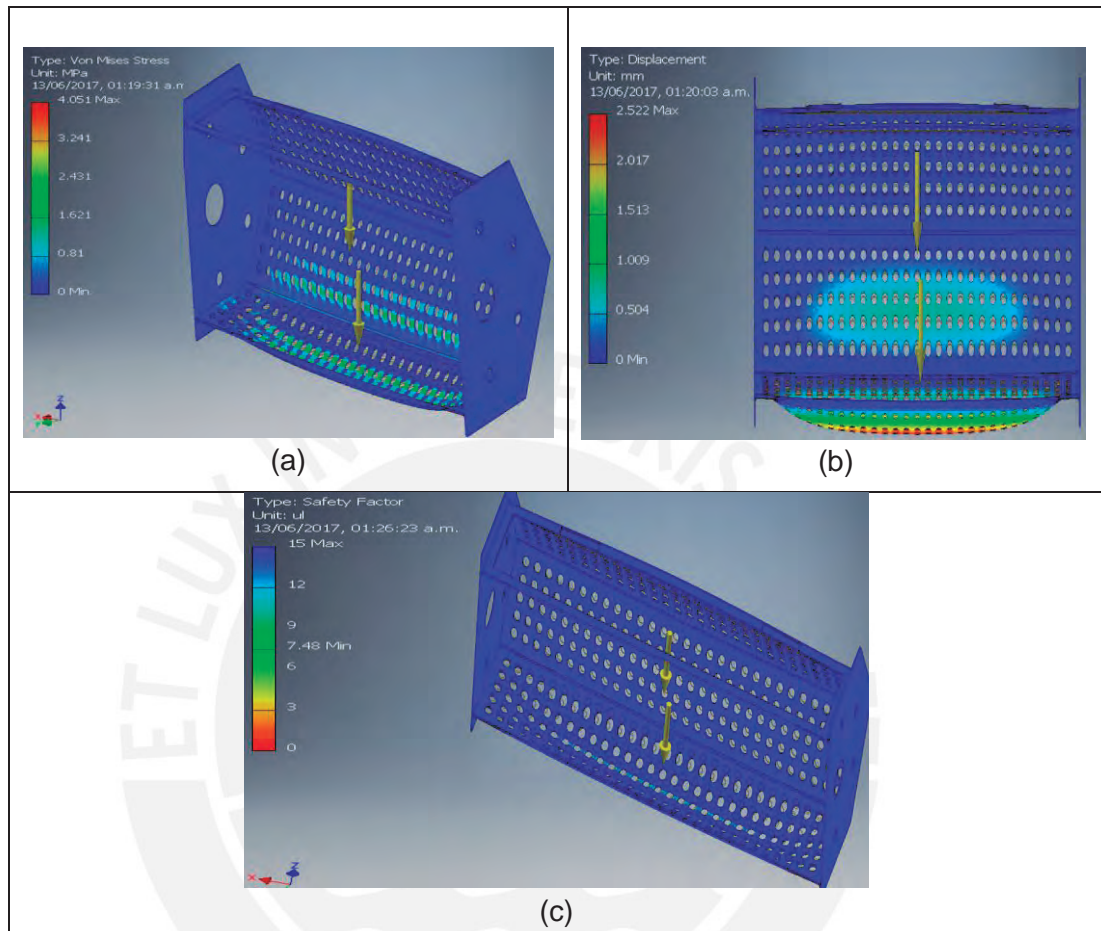 Type: Von Mises Stress
Unit: MPa
13/06/2017, 01:19:31 a.m.
4.051 Max
3.241
2.431
1.621
0.81
0 Min
(a)
Type: Displacement
Unit: mm
13/06/2017, 01:20:03 a.m.
2.522 Max
2.017
1.513
1.009
0.504
0 Min
(b)
Type: Safety Factor
Unit: ul
13/06/2017, 01:26:23 a.m.
15 Max
12
9
7.48 Min
6
3
0
X
Z
(c)
ET LUX IN